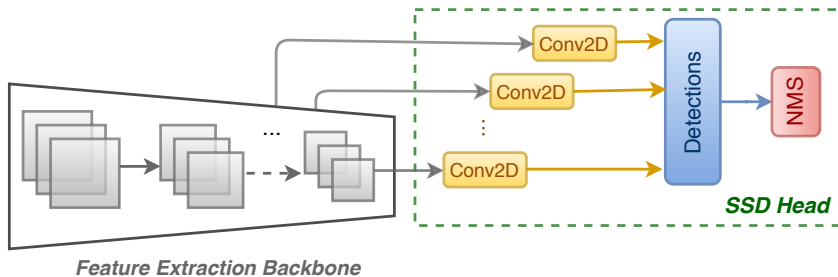 Conv2D
Conv2D
...
⋮
Conv2D
Detections
NMS
SSD Head
Feature Extraction Backbone